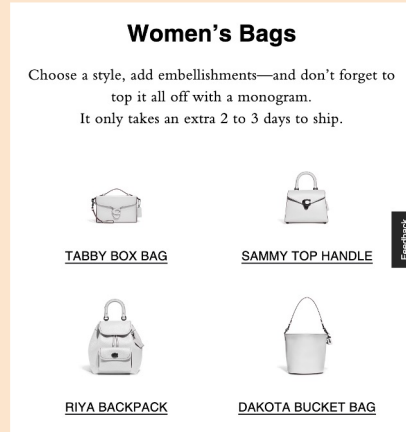 Women’s Bags
Choose a style, add embellishments—and don’t forget to
top it all off with a monogram.
It only takes an extra 2 to 3 days to ship.
TABBY BOX BAG
SAMMY TOP HANDLE
Feedback
RIYA BACKPACK
DAKOTA BUCKET BAG